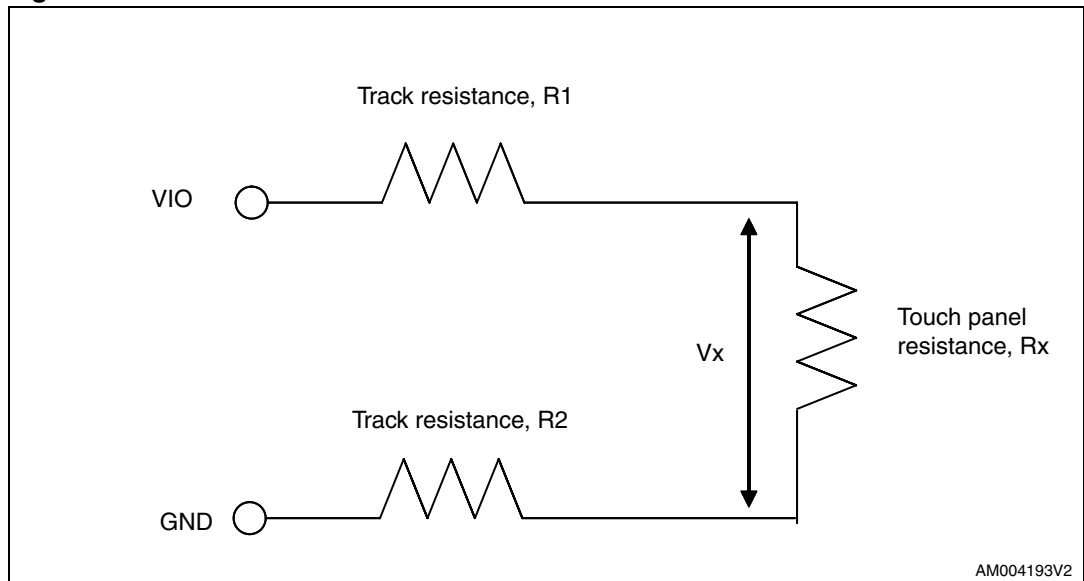 Track resistance, R1
VIO
Vx
Touch panel
resistance, Rx
Track resistance, R2
GND
AM004193V2